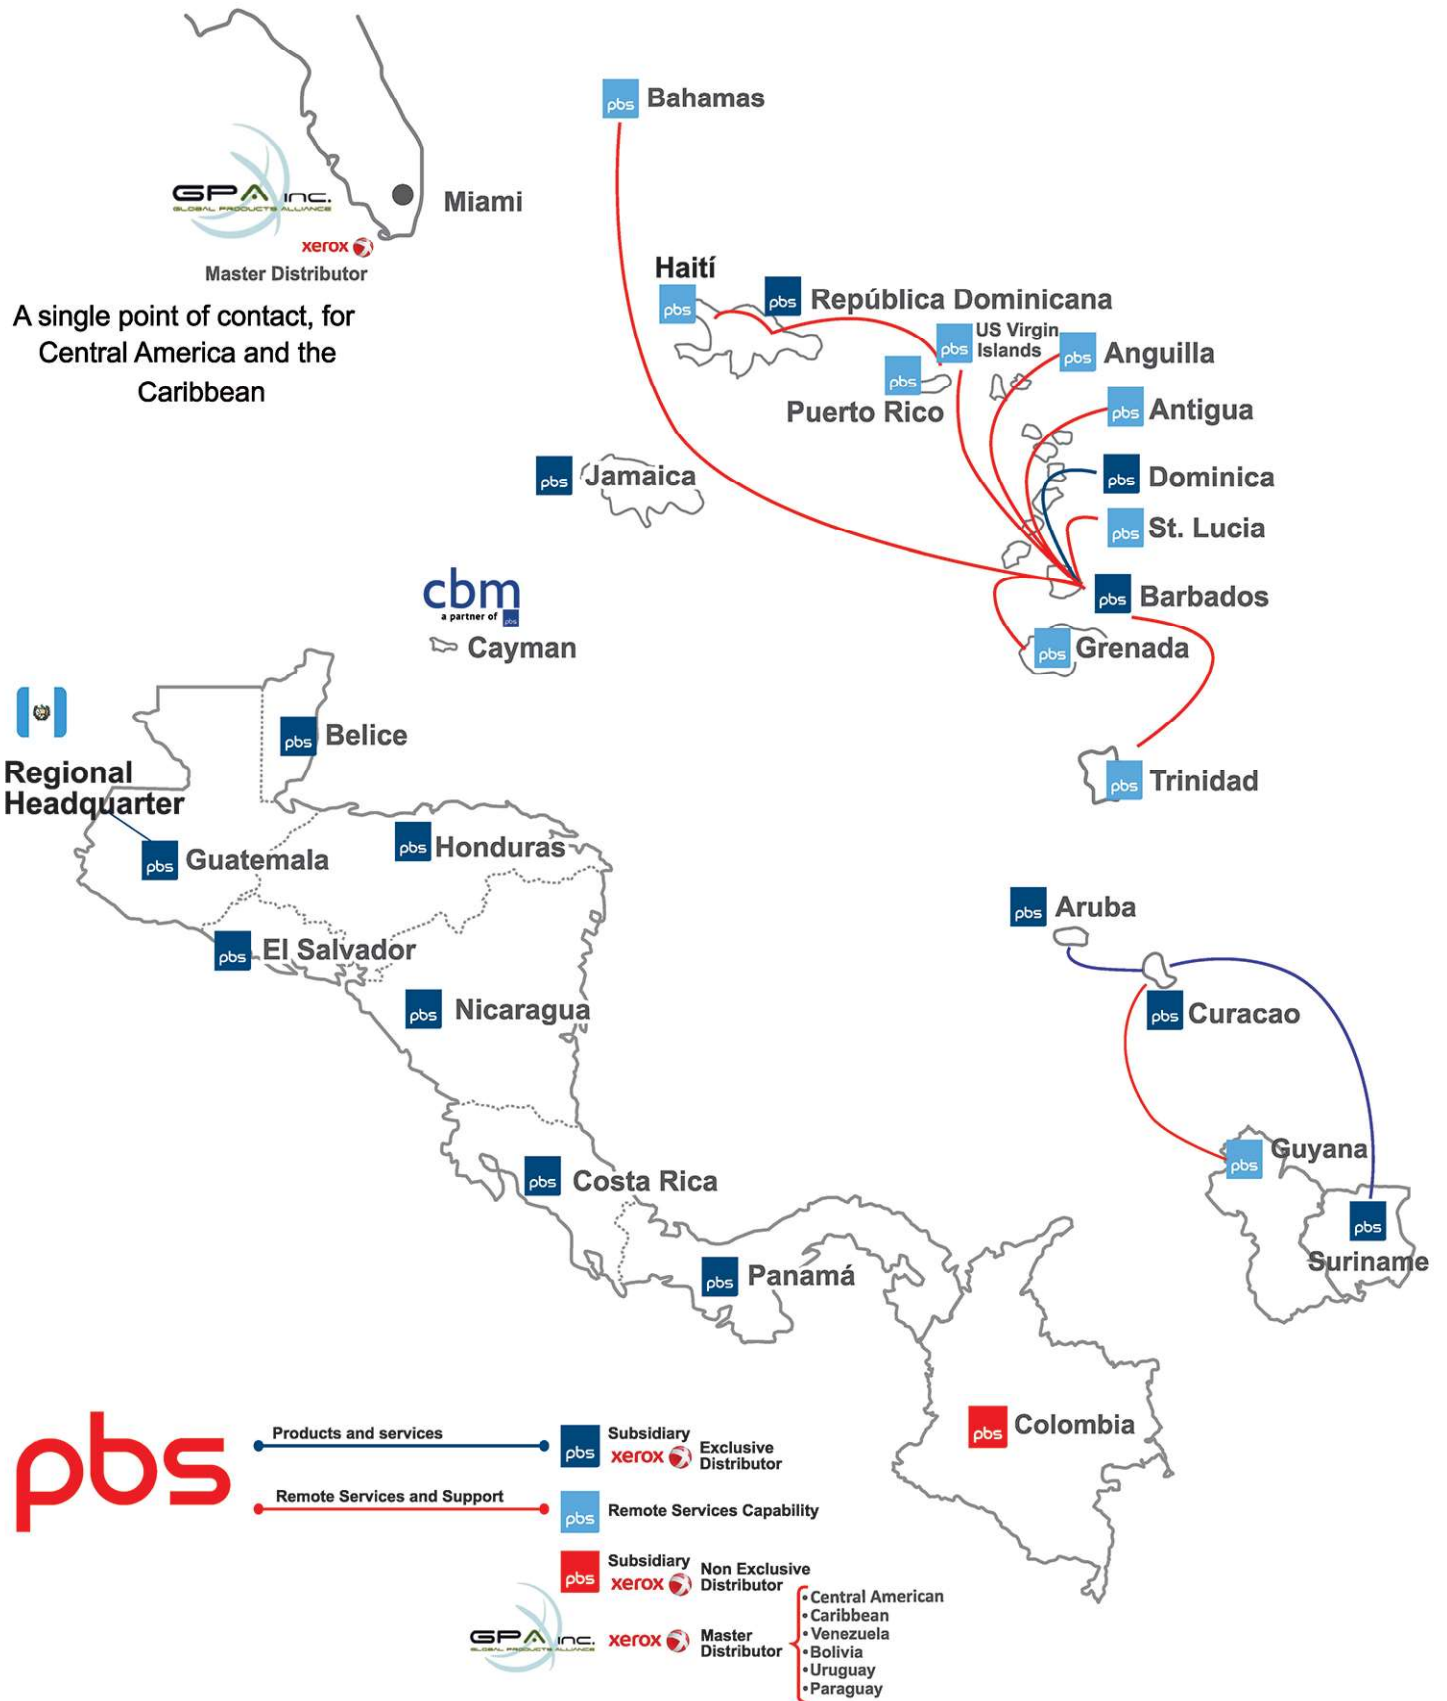 pbs Bahamas
GPA inc.
GLOBAL PRODUCTS ALLIANCE
Miami
xerox
Master Distributor
A single point of contact, for
Central America and the
Caribbean
Haití
pbs
pbs República Dominicana
pbs US Virgin
Islands
pbs Anguilla
pbs
Puerto Rico
pbs Antigua
pbs Jamaica
pbs Dominica
pbs St. Lucia
cbm
a partner of pbs
Cayman
pbs Barbados
pbs Grenada
pbs Belice
Regional
Headquarter
pbs Trinidad
pbs Guatemala
pbs Honduras
pbs Aruba
pbs El Salvador
pbs Nicaragua
pbs Curacao
pbs Guyana
pbs Costa Rica
pbs
Suriname
pbs Panamá
pbs Colombia
pbs
Products and services
pbs Subsidiary
xerox Exclusive
Distributor
Remote Services and Support
pbs Remote Services Capability
pbs Subsidiary
xerox Non Exclusive
Distributor
GPA inc.
GLOBAL PRODUCTS ALLIANCE
xerox Master
Distributor
•Central American
•Caribbean
•Venezuela
•Bolivia
•Uruguay
•Paraguay